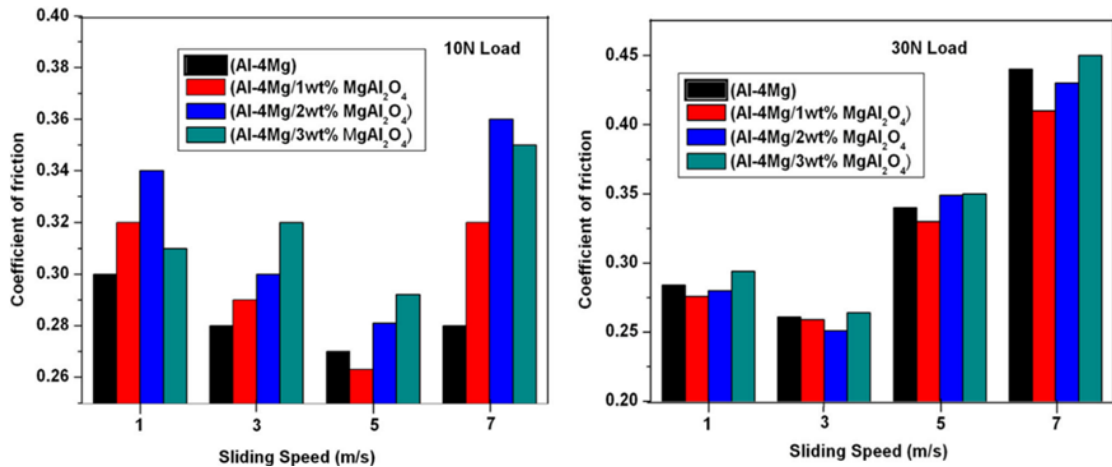 0.40
0.38
0.36
0.34
0.32
0.30
0.28
0.26
Coefficient of friction
10N Load
(Al-4Mg)
(Al-4Mg/1wt% MgAl₂O₄
(Al-4Mg/2wt% MgAl₂O₄)
(Al-4Mg/3wt% MgAl₂O₄)
1 3 5 7
Sliding Speed (m/s)
0.45
0.40
0.35
0.30
0.25
0.20
Coefficient of friction
30N Load
(Al-4Mg)
(Al-4Mg/1wt% MgAl₂O₄)
(Al-4Mg/2wt% MgAl₂O₄
(Al-4Mg/3wt% MgAl₂O₄)
1 3 5 7
Sliding Speed (m/s)